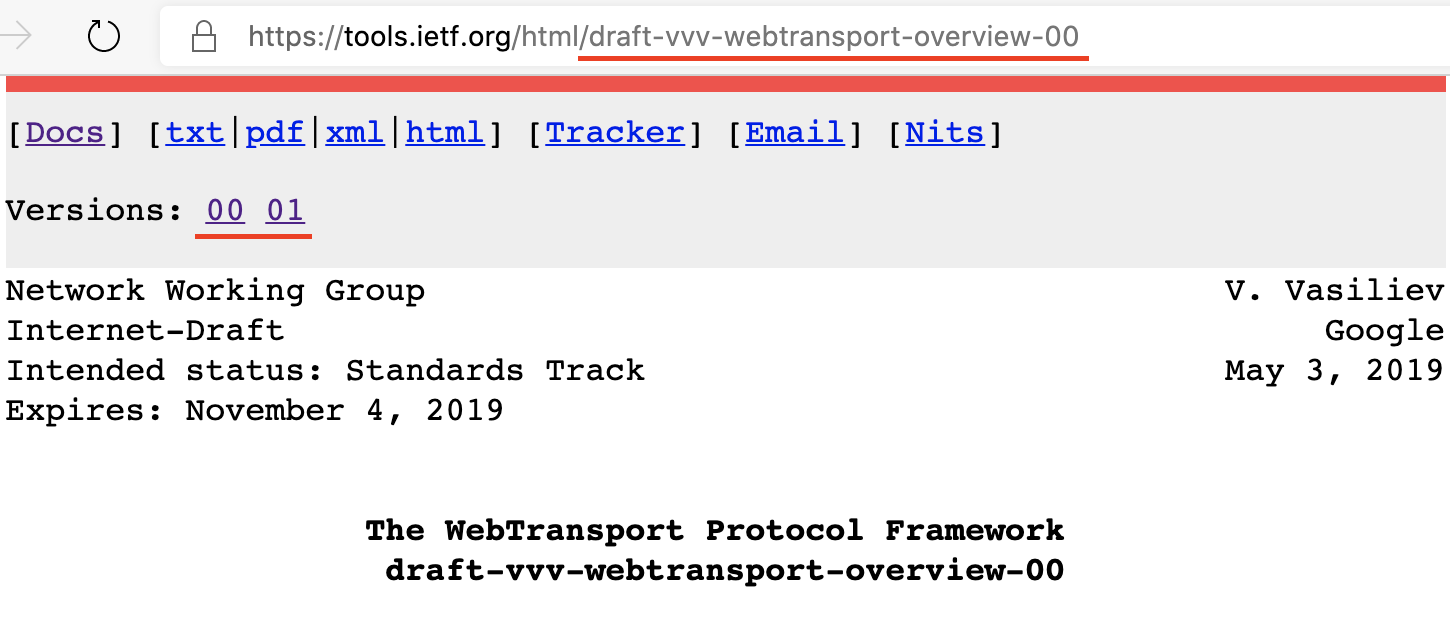 https://tools.ietf.org/html/draft-vvv-webtransport-overview-00
[Docs] [txt|pdf|xml|html] [Tracker] [Email] [Nits]
Versions: 00 01
Network Working Group V. Vasiliev
Internet-Draft Google
Intended status: Standards Track May 3, 2019
Expires: November 4, 2019
The WebTransport Protocol Framework
draft-vvv-webtransport-overview-00